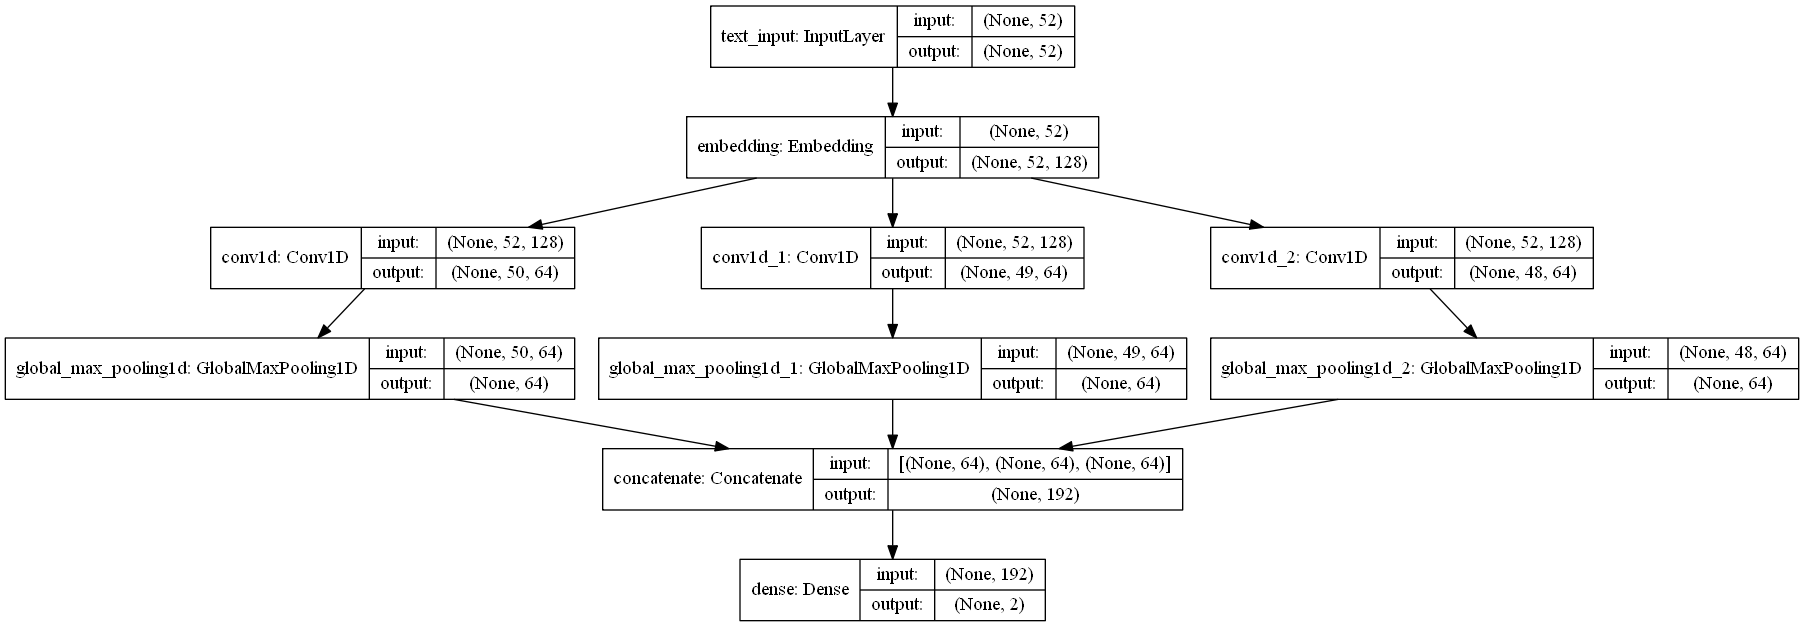 text_input: InputLayer
input: (None, 52)
output: (None, 52)
embedding: Embedding
input: (None, 52)
output: (None, 52, 128)
conv1d: Conv1D
input: (None, 52, 128)
output: (None, 50, 64)
conv1d_1: Conv1D
input: (None, 52, 128)
output: (None, 49, 64)
conv1d_2: Conv1D
input: (None, 52, 128)
output: (None, 48, 64)
global_max_pooling1d: GlobalMaxPooling1D
input: (None, 50, 64)
output: (None, 64)
global_max_pooling1d_1: GlobalMaxPooling1D
input: (None, 49, 64)
output: (None, 64)
global_max_pooling1d_2: GlobalMaxPooling1D
input: (None, 48, 64)
output: (None, 64)
concatenate: Concatenate
input: [(None, 64), (None, 64), (None, 64)]
output: (None, 192)
dense: Dense
input: (None, 192)
output: (None, 2)